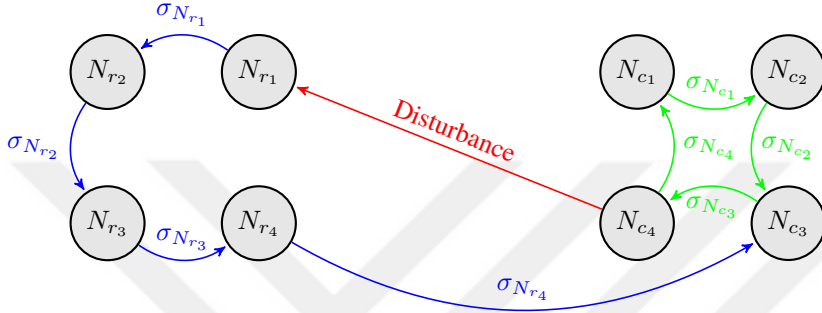 σ_{N_{r_1}}
N_{r_2} N_{r_1} N_{c_1} N_{c_2}
σ_{N_{c_1}}
Disturbance
σ_{N_{r_2}} σ_{N_{c_4}} σ_{N_{c_2}}
σ_{N_{c_3}}
N_{r_3} N_{r_4} N_{c_4} N_{c_3}
σ_{N_{r_3}}
σ_{N_{r_4}}